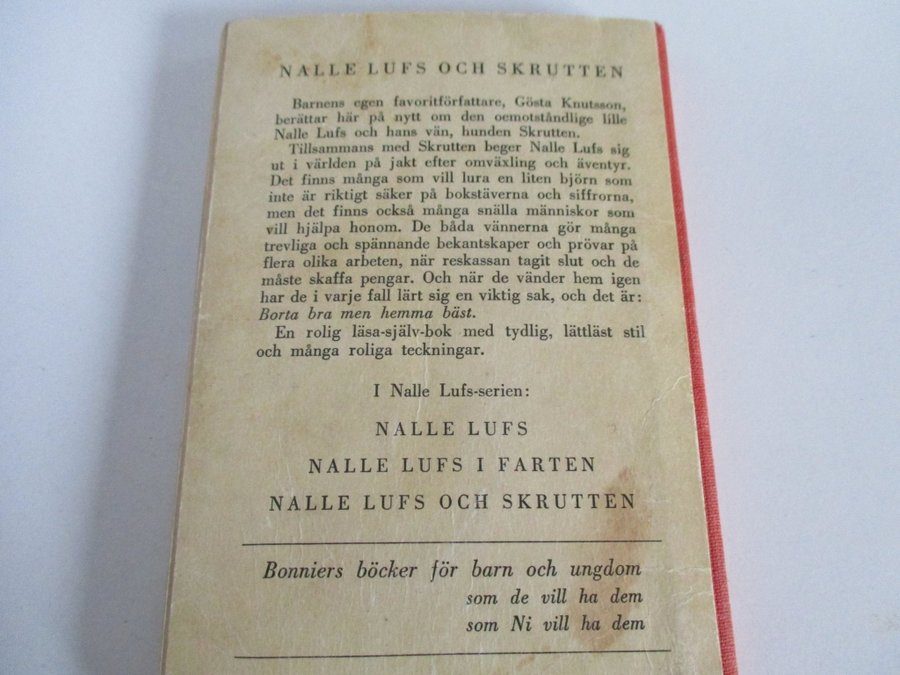 NALLE LUFS OCH SKRUTTEN
Barnens egen favoritförfattare, Gösta Knutsson,
berättar här på nytt om den oemotståndlige lille
Nalle Lufs och hans vän, hunden Skrutten.
Tillsammans med Skrutten beger Nalle Lufs sig
ut i världen på jakt efter omväxling och äventyr.
Det finns många som vill lura en liten björn som
inte är riktigt säker på bokstäverna och siffrorna,
men det finns också många snälla människor som
vill hjälpa honom. De båda vännerna gör många
trevliga och spännande bekantskaper och prövar på
flera olika arbeten, när reskassan tagit slut och de
måste skaffa pengar. Och när de vänder hem igen
har de i varje fall lärt sig en viktig sak, och det är:
Borta bra men hemma bäst.
En rolig läsa-själv-bok med tydlig, lättläst stil
och många roliga teckningar.
I Nalle Lufs-serien:
NALLE LUFS
NALLE LUFS I FARTEN
NALLE LUFS OCH SKRUTTEN
Bonniers böcker för barn och ungdom
som de vill ha dem
som Ni vill ha dem